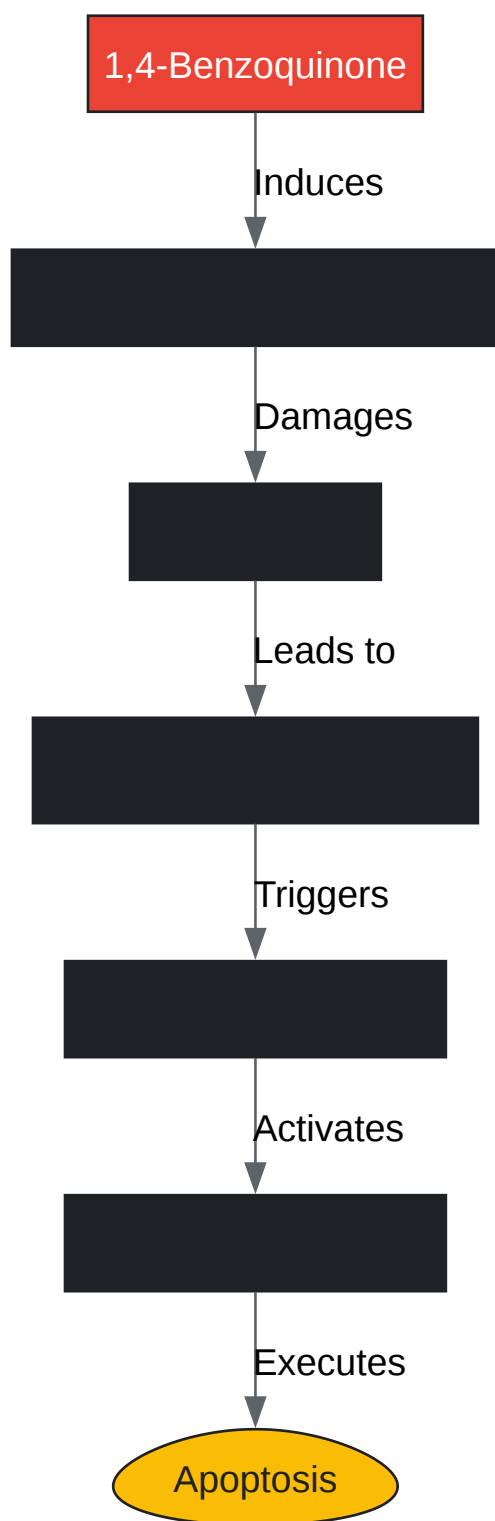 1,4-Benzoquinone
Induces
Damages
Leads to
Triggers
Activates
Executes
Apoptosis